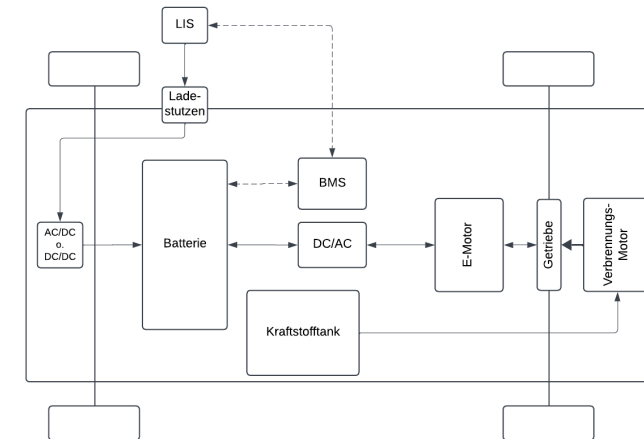 LIS
Lade-
stutzen
BMS
AC/DC
o.
DC/DC
Batterie
DC/AC
E-Motor
Getriebe
Verbrennungs-
Motor
Kraftstofftank